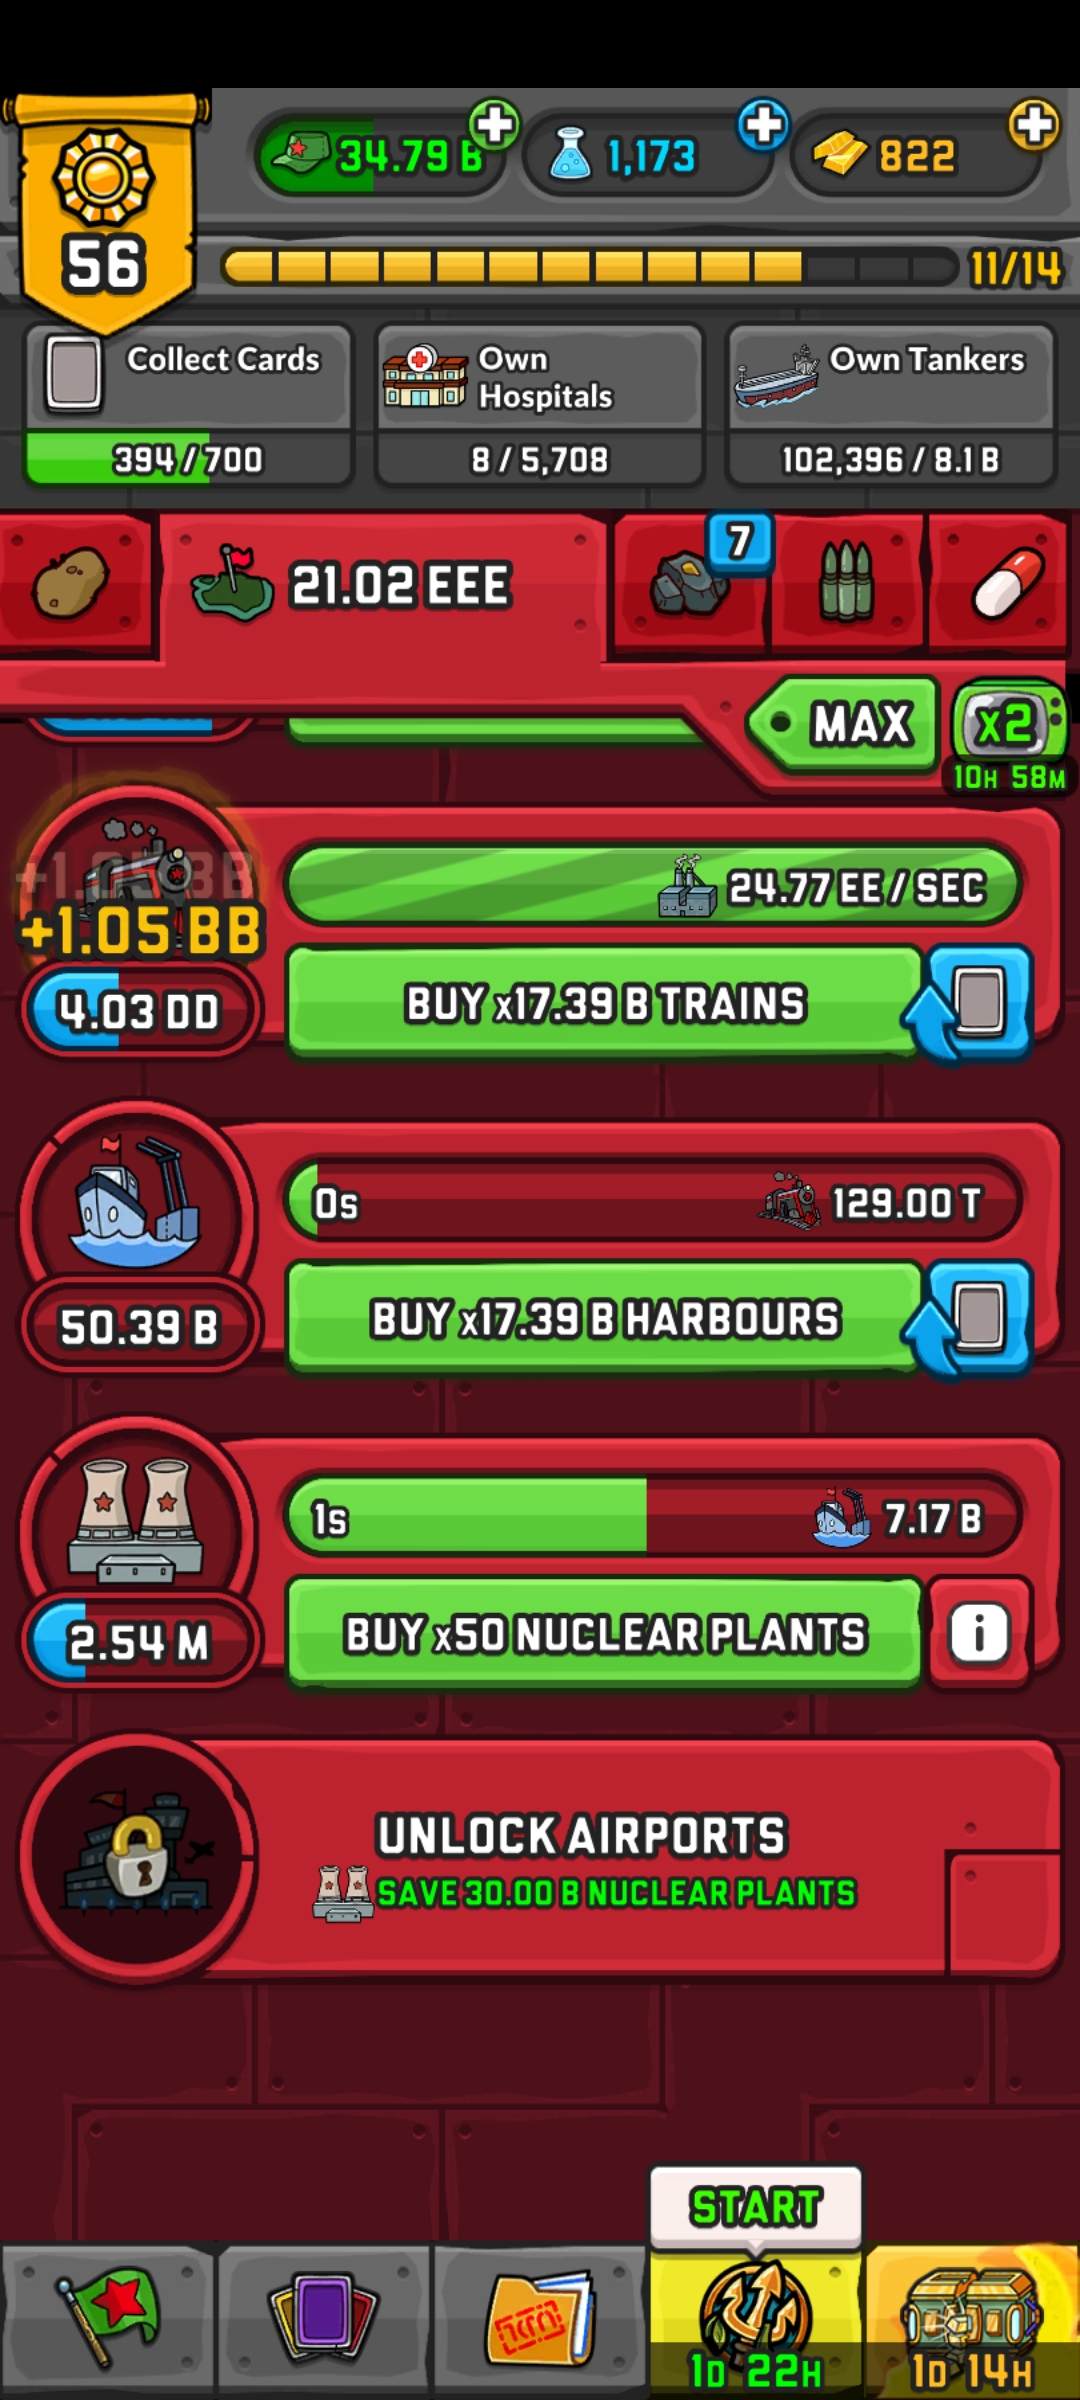 34.79 B
1,173
822
56
11/14
Collect Cards
394/700
Own
Hospitals
8/5,708
Own Tankers
102,396/8.1 B
21.02 EEE
7
MAX
x2
10H 58M
+1.05 BB
+1.05 BB
24.77 EE/SEC
4.03 DD
BUY x17.39 B TRAINS
0s
129.00 T
50.39 B
BUY x17.39 B HARBOURS
1s
7.17 B
2.54 M
BUY x50 NUCLEAR PLANTS
i
UNLOCK AIRPORTS
SAVE 30.00 B NUCLEAR PLANTS
START
1D 22H
1D 14H